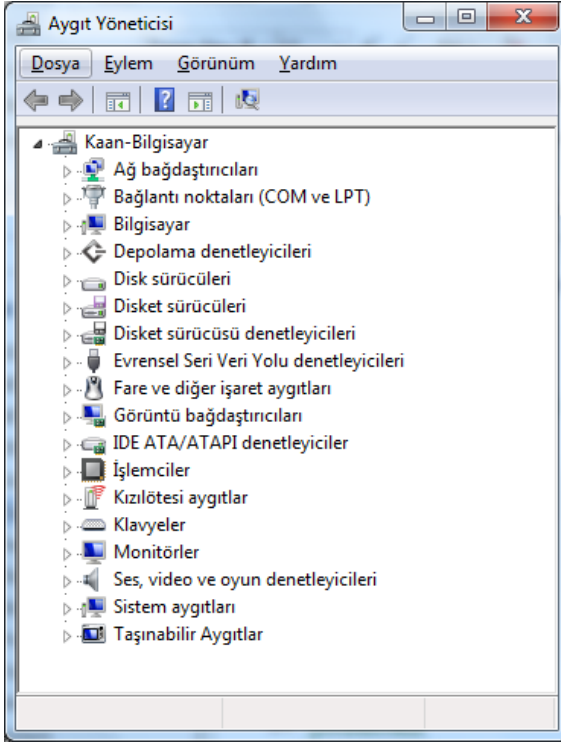 Aygıt Yöneticisi
Dosya Eylem Görünüm Yardım
Kaan-Bilgisayar
Ağ bağdaştırıcıları
Bağlantı noktaları (COM ve LPT)
Bilgisayar
Depolama denetleyicileri
Disk sürücüleri
Disket sürücüleri
Disket sürücüsü denetleyicileri
Evrensel Seri Veri Yolu denetleyicileri
Fare ve diğer işaret aygıtları
Görüntü bağdaştırıcıları
IDE ATA/ATAPI denetleyiciler
İşlemciler
Kızılötesi aygıtlar
Klavyeler
Monitörler
Ses, video ve oyun denetleyicileri
Sistem aygıtları
Taşınabilir Aygıtlar